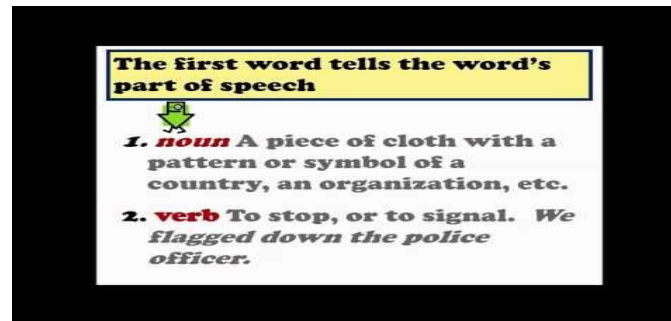 The first word tells the word's
part of speech
1. noun A piece of cloth with a
pattern or symbol of a
country, an organization, etc.
2. verb To stop, or to signal. We
flagged down the police
officer.